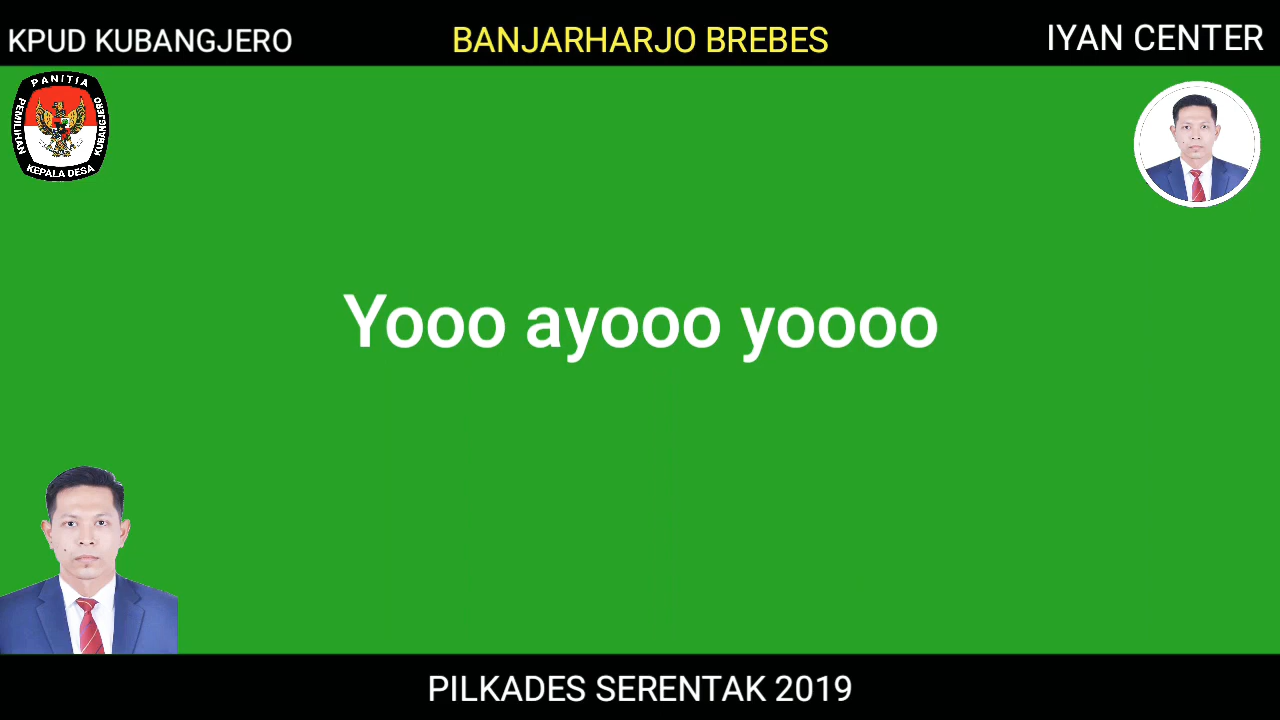 KPUD KUBANGJERO
BANJARHARJO BREBES
IYAN CENTER
PANITIA
PEMILIHAN
KUBANGJERO
KEPALA DESA
Yooo ayooo yoooo
PILKADES SERENTAK 2019